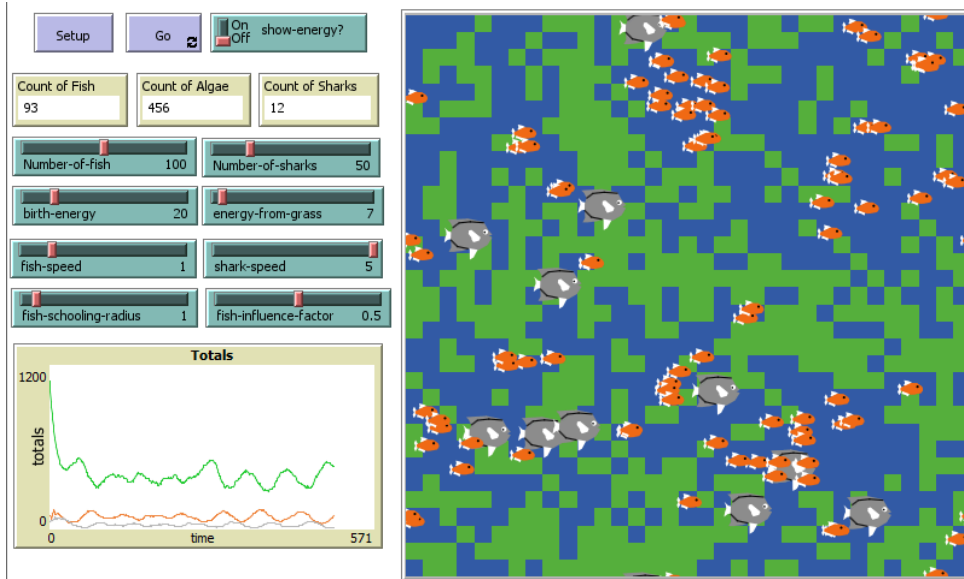 Setup
Go
On
Off
show-energy?
Count of Fish
93
Count of Algae
456
Count of Sharks
12
Number-of-fish 100
Number-of-sharks 50
birth-energy 20
energy-from-grass 7
fish-speed 1
shark-speed 5
fish-schooling-radius 1
fish-influence-factor 0.5
Totals
1200
totals
0
0
time
571